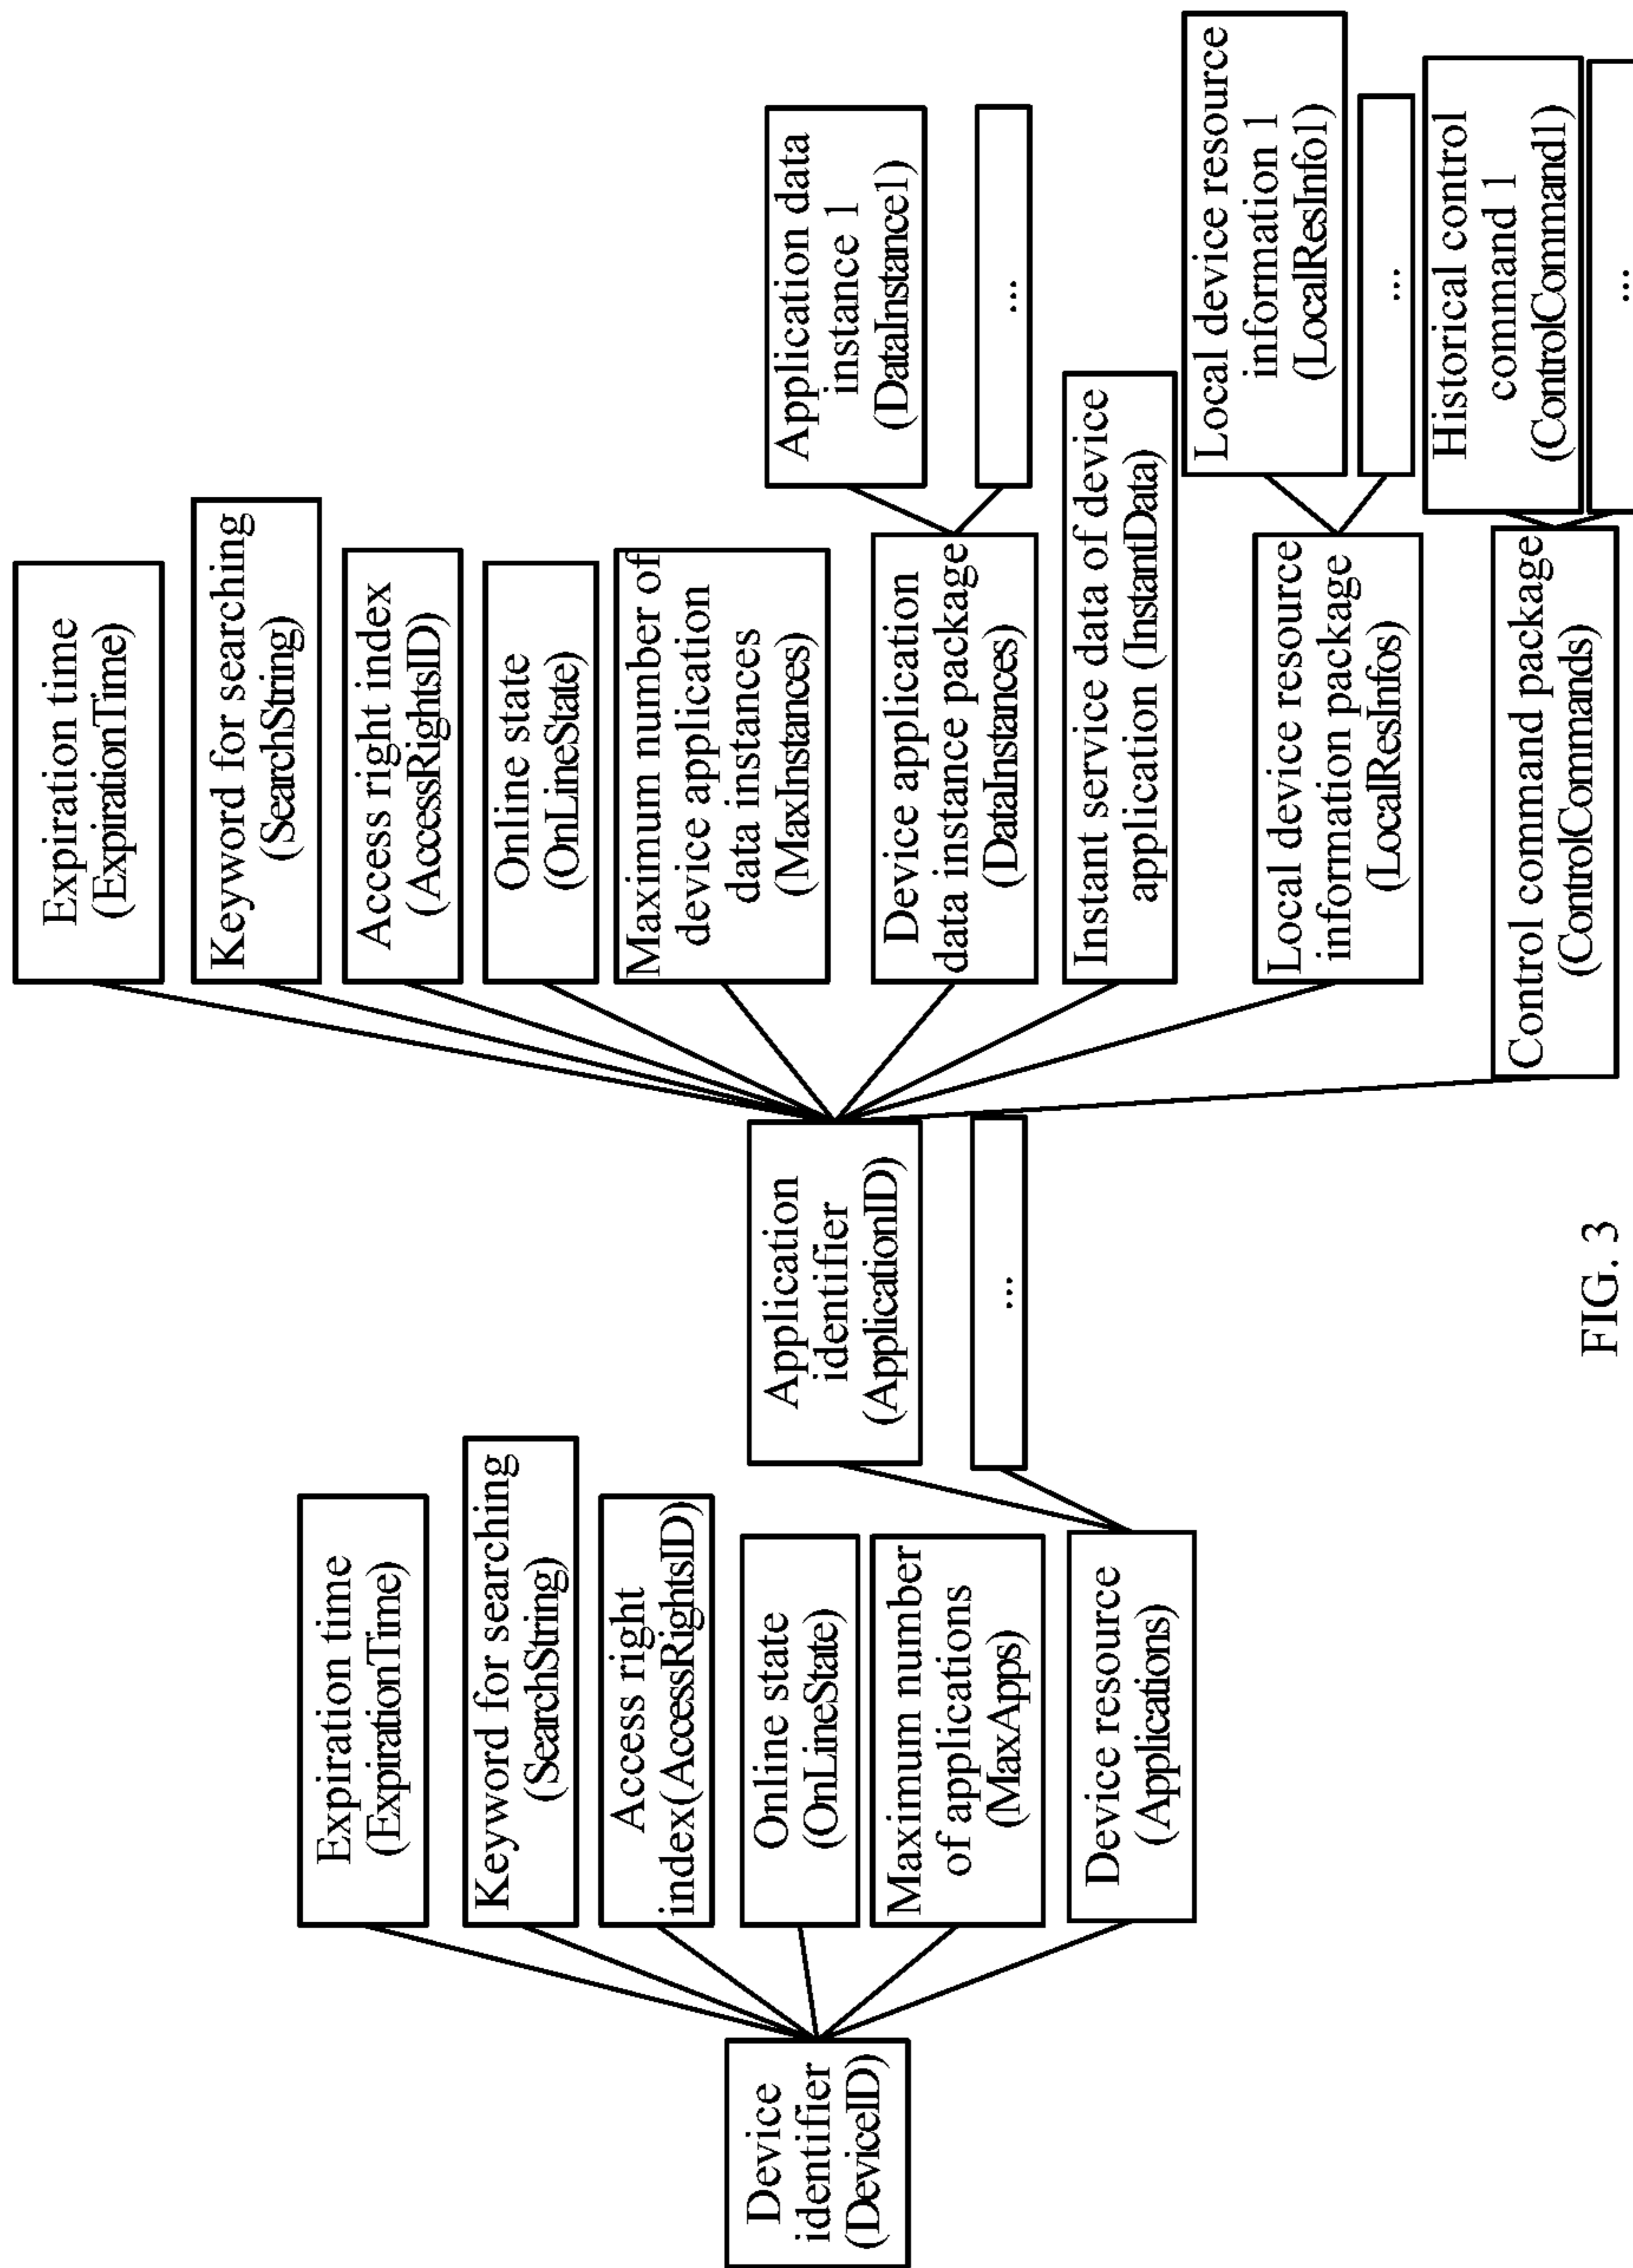 Device
identifier
(DeviceID)
Expiration time
(ExpirationTime)
Keyword for searching
(SearchString)
Access right
index(AccessRightsID)
Online state
(OnLineState)
Maximum number
of applications
(MaxApps)
Device resource
(Applications)
Application
identifier
(ApplicationID)
...
Expiration time
(ExpirationTime)
Keyword for searching
(SearchString)
Access right index
(AccessRightsID)
Online state
(OnLineState)
Maximum number of
device application
data instances
(MaxInstances)
Device application
data instance package
(DataInstances)
Instant service data of device
application (InstantData)
Local device resource
information package
(LocalResInfos)
Control command package
(ControlCommands)
Application data
instance 1
(DataInstance1)
...
Local device resource
information 1
(LocalResInfo1)
...
Historical control
command 1
(ControlCommand1)
...
FIG. 3